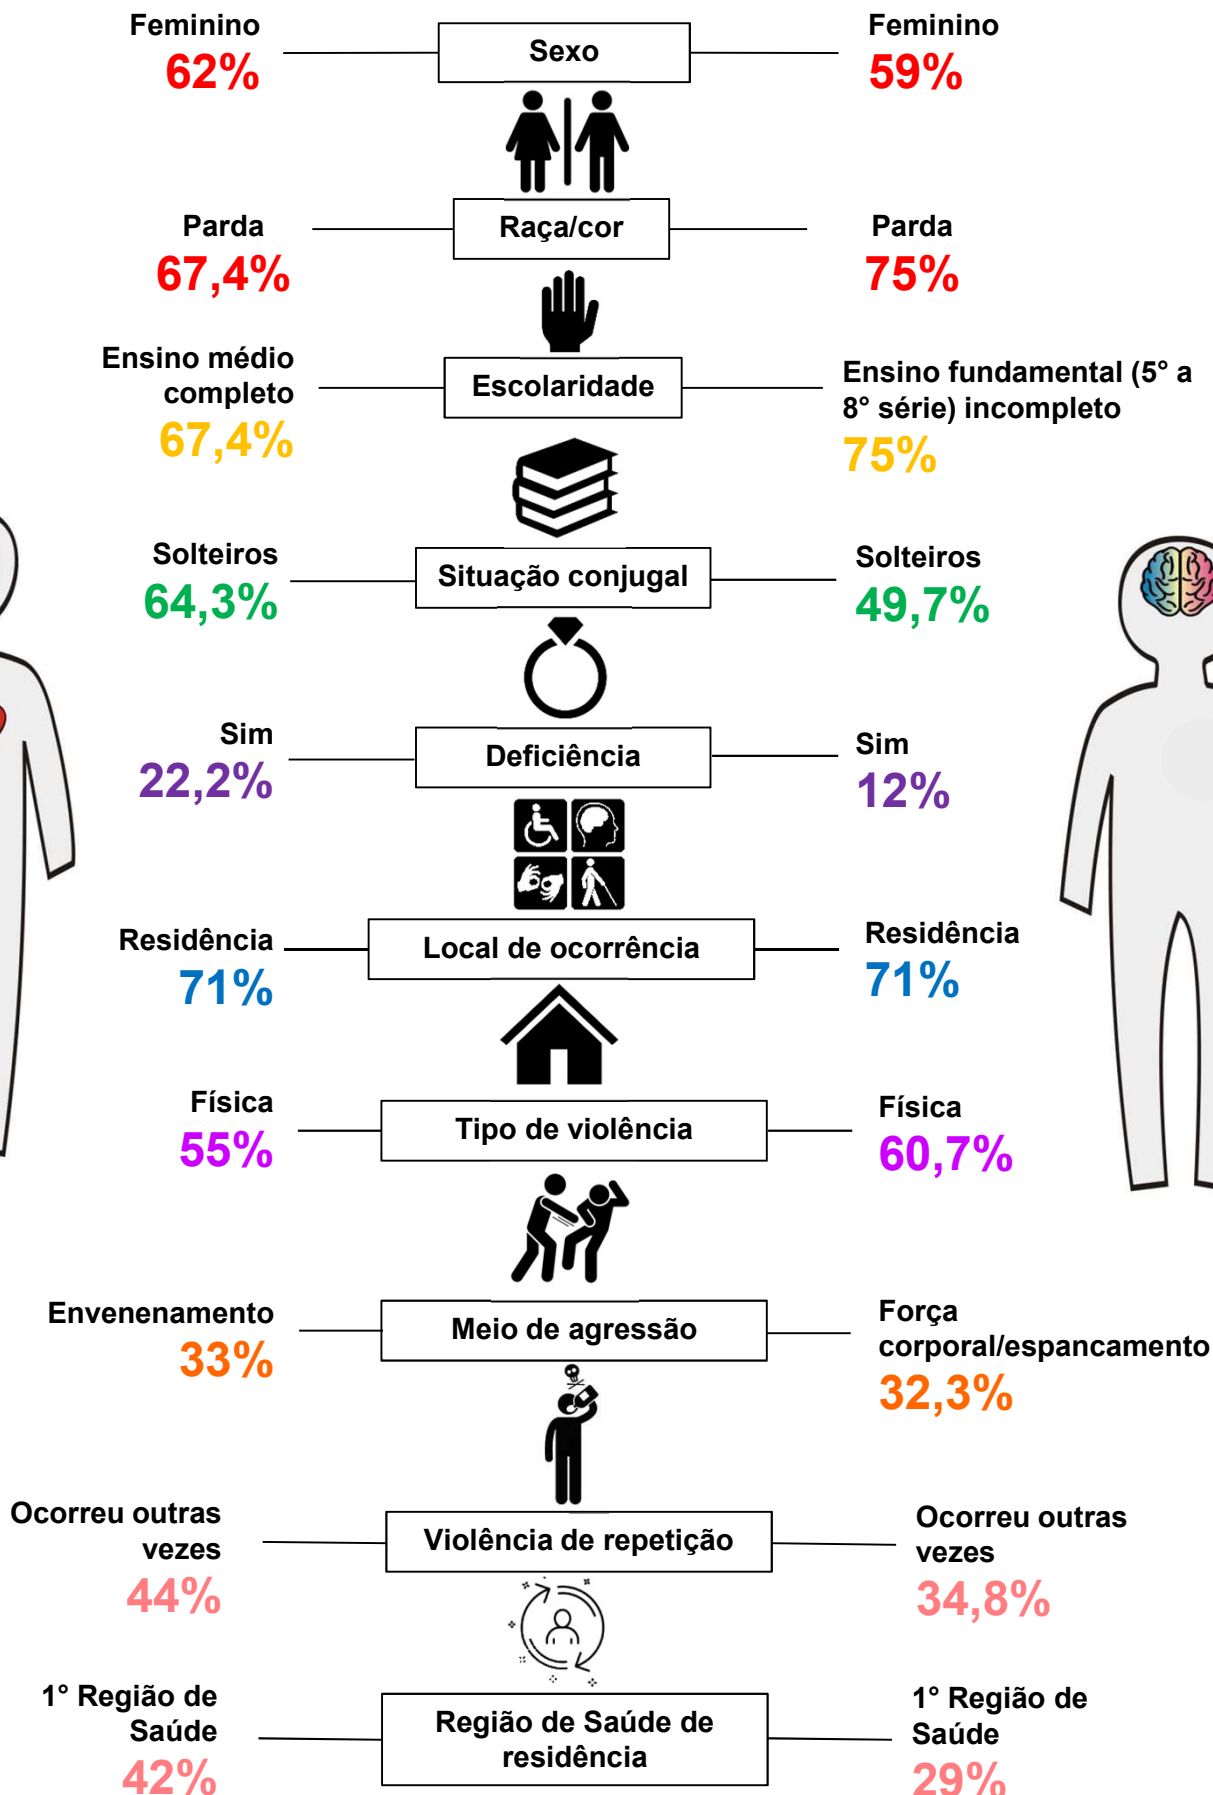 Feminino
62%
Sexo
Feminino
59%
Parda
67,4%
Raça/cor
Parda
75%
Ensino médio
completo
67,4%
Escolaridade
Ensino fundamental (5° a
8° série) incompleto
75%
Solteiros
64,3%
Situação conjugal
Solteiros
49,7%
Sim
22,2%
Deficiência
Sim
12%
Residência
71%
Local de ocorrência
Residência
71%
Física
55%
Tipo de violência
Física
60,7%
Envenenamento
33%
Meio de agressão
Força
corporal/espancamento
32,3%
Ocorreu outras
vezes
44%
Violência de repetição
Ocorreu outras
vezes
34,8%
1° Região de
Saúde
42%
Região de Saúde de
residência
1° Região de
Saúde
29%